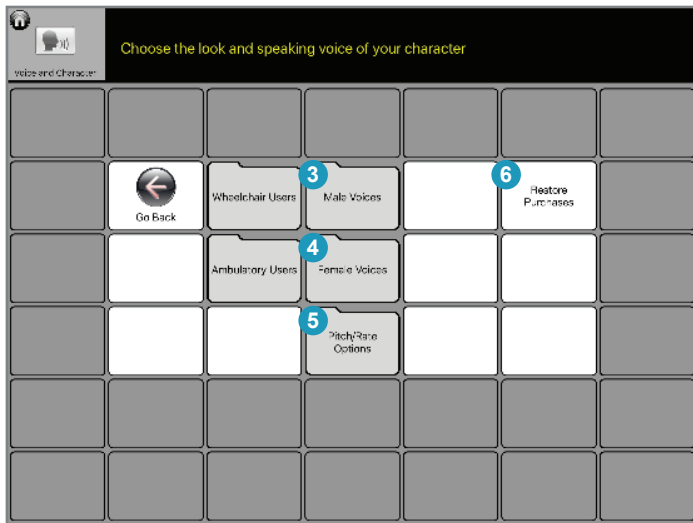 Choose the look and speaking voice of your character
Voice and Character
3
6
Go Back
Wheelchair Users
Male Voices
Restore
Purchases
4
Ambulatory Users
Female Voices
5
Pitch/Rate
Options